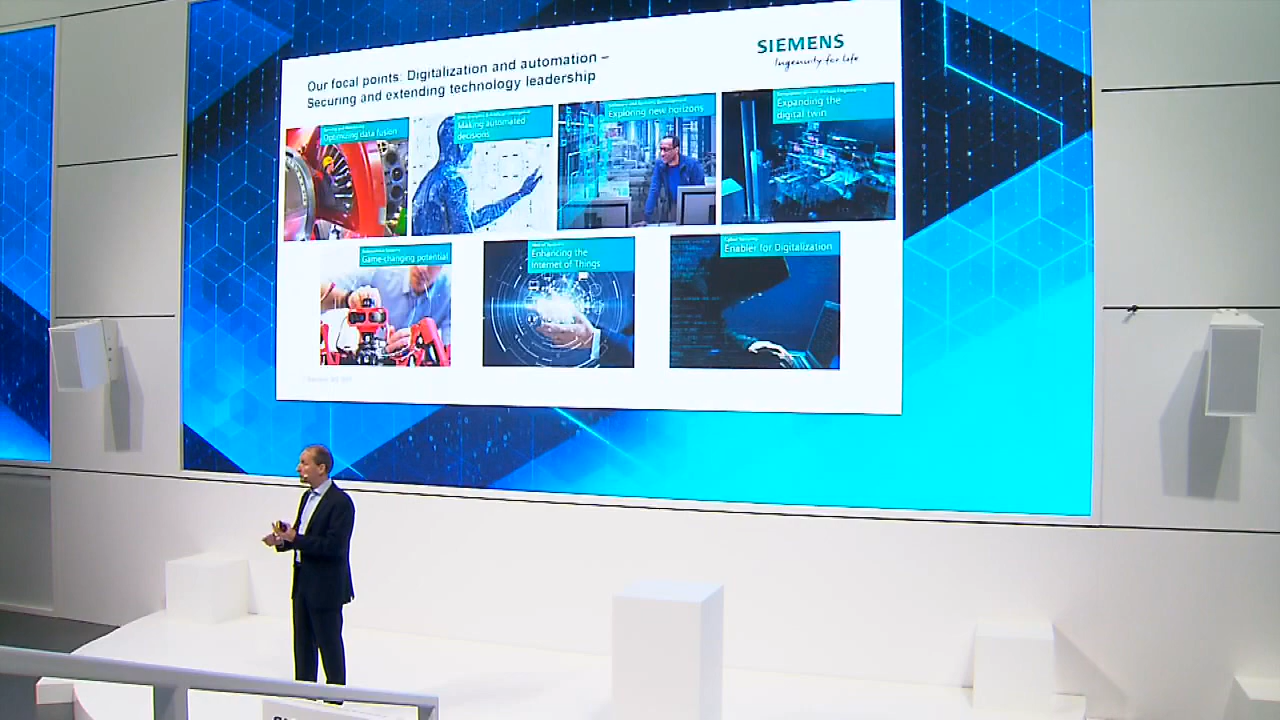 SIEMENS
Ingenuity for life
Our focal points: Digitalization and automation –
Securing and extending technology leadership
Optimizing data fusion
Making automated
decisions
Exploring new horizons
Expanding the
digital twin
Game-changing potential
Enhancing the
Internet of Things
Enabler for Digitalization